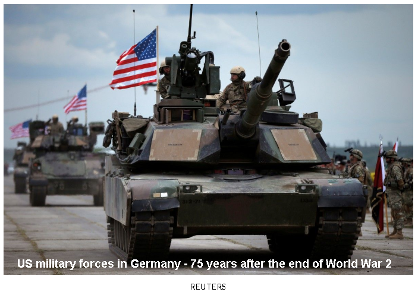 US military forces in Germany - 75 years after the end of World War 2
REUTERS